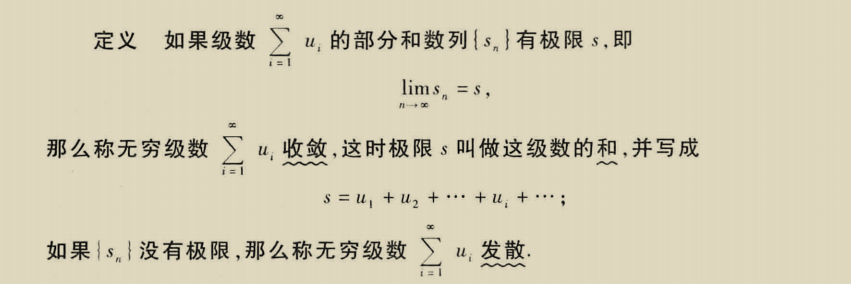 定义 如果级数 $\sum_{i=1}^{\infty} u_i$ 的部分和数列{$s_n$}有极限 $s$,即
$\lim_{n \to \infty} s_n = s$,
那么称无穷级数 $\sum_{i=1}^{\infty} u_i$ 收敛,这时极限 $s$ 叫做这级数的和,并写成
$s = u_1 + u_2 + \cdots + u_i + \cdots$;
如果{$s_n$}没有极限,那么称无穷级数 $\sum_{i=1}^{\infty} u_i$ 发散.